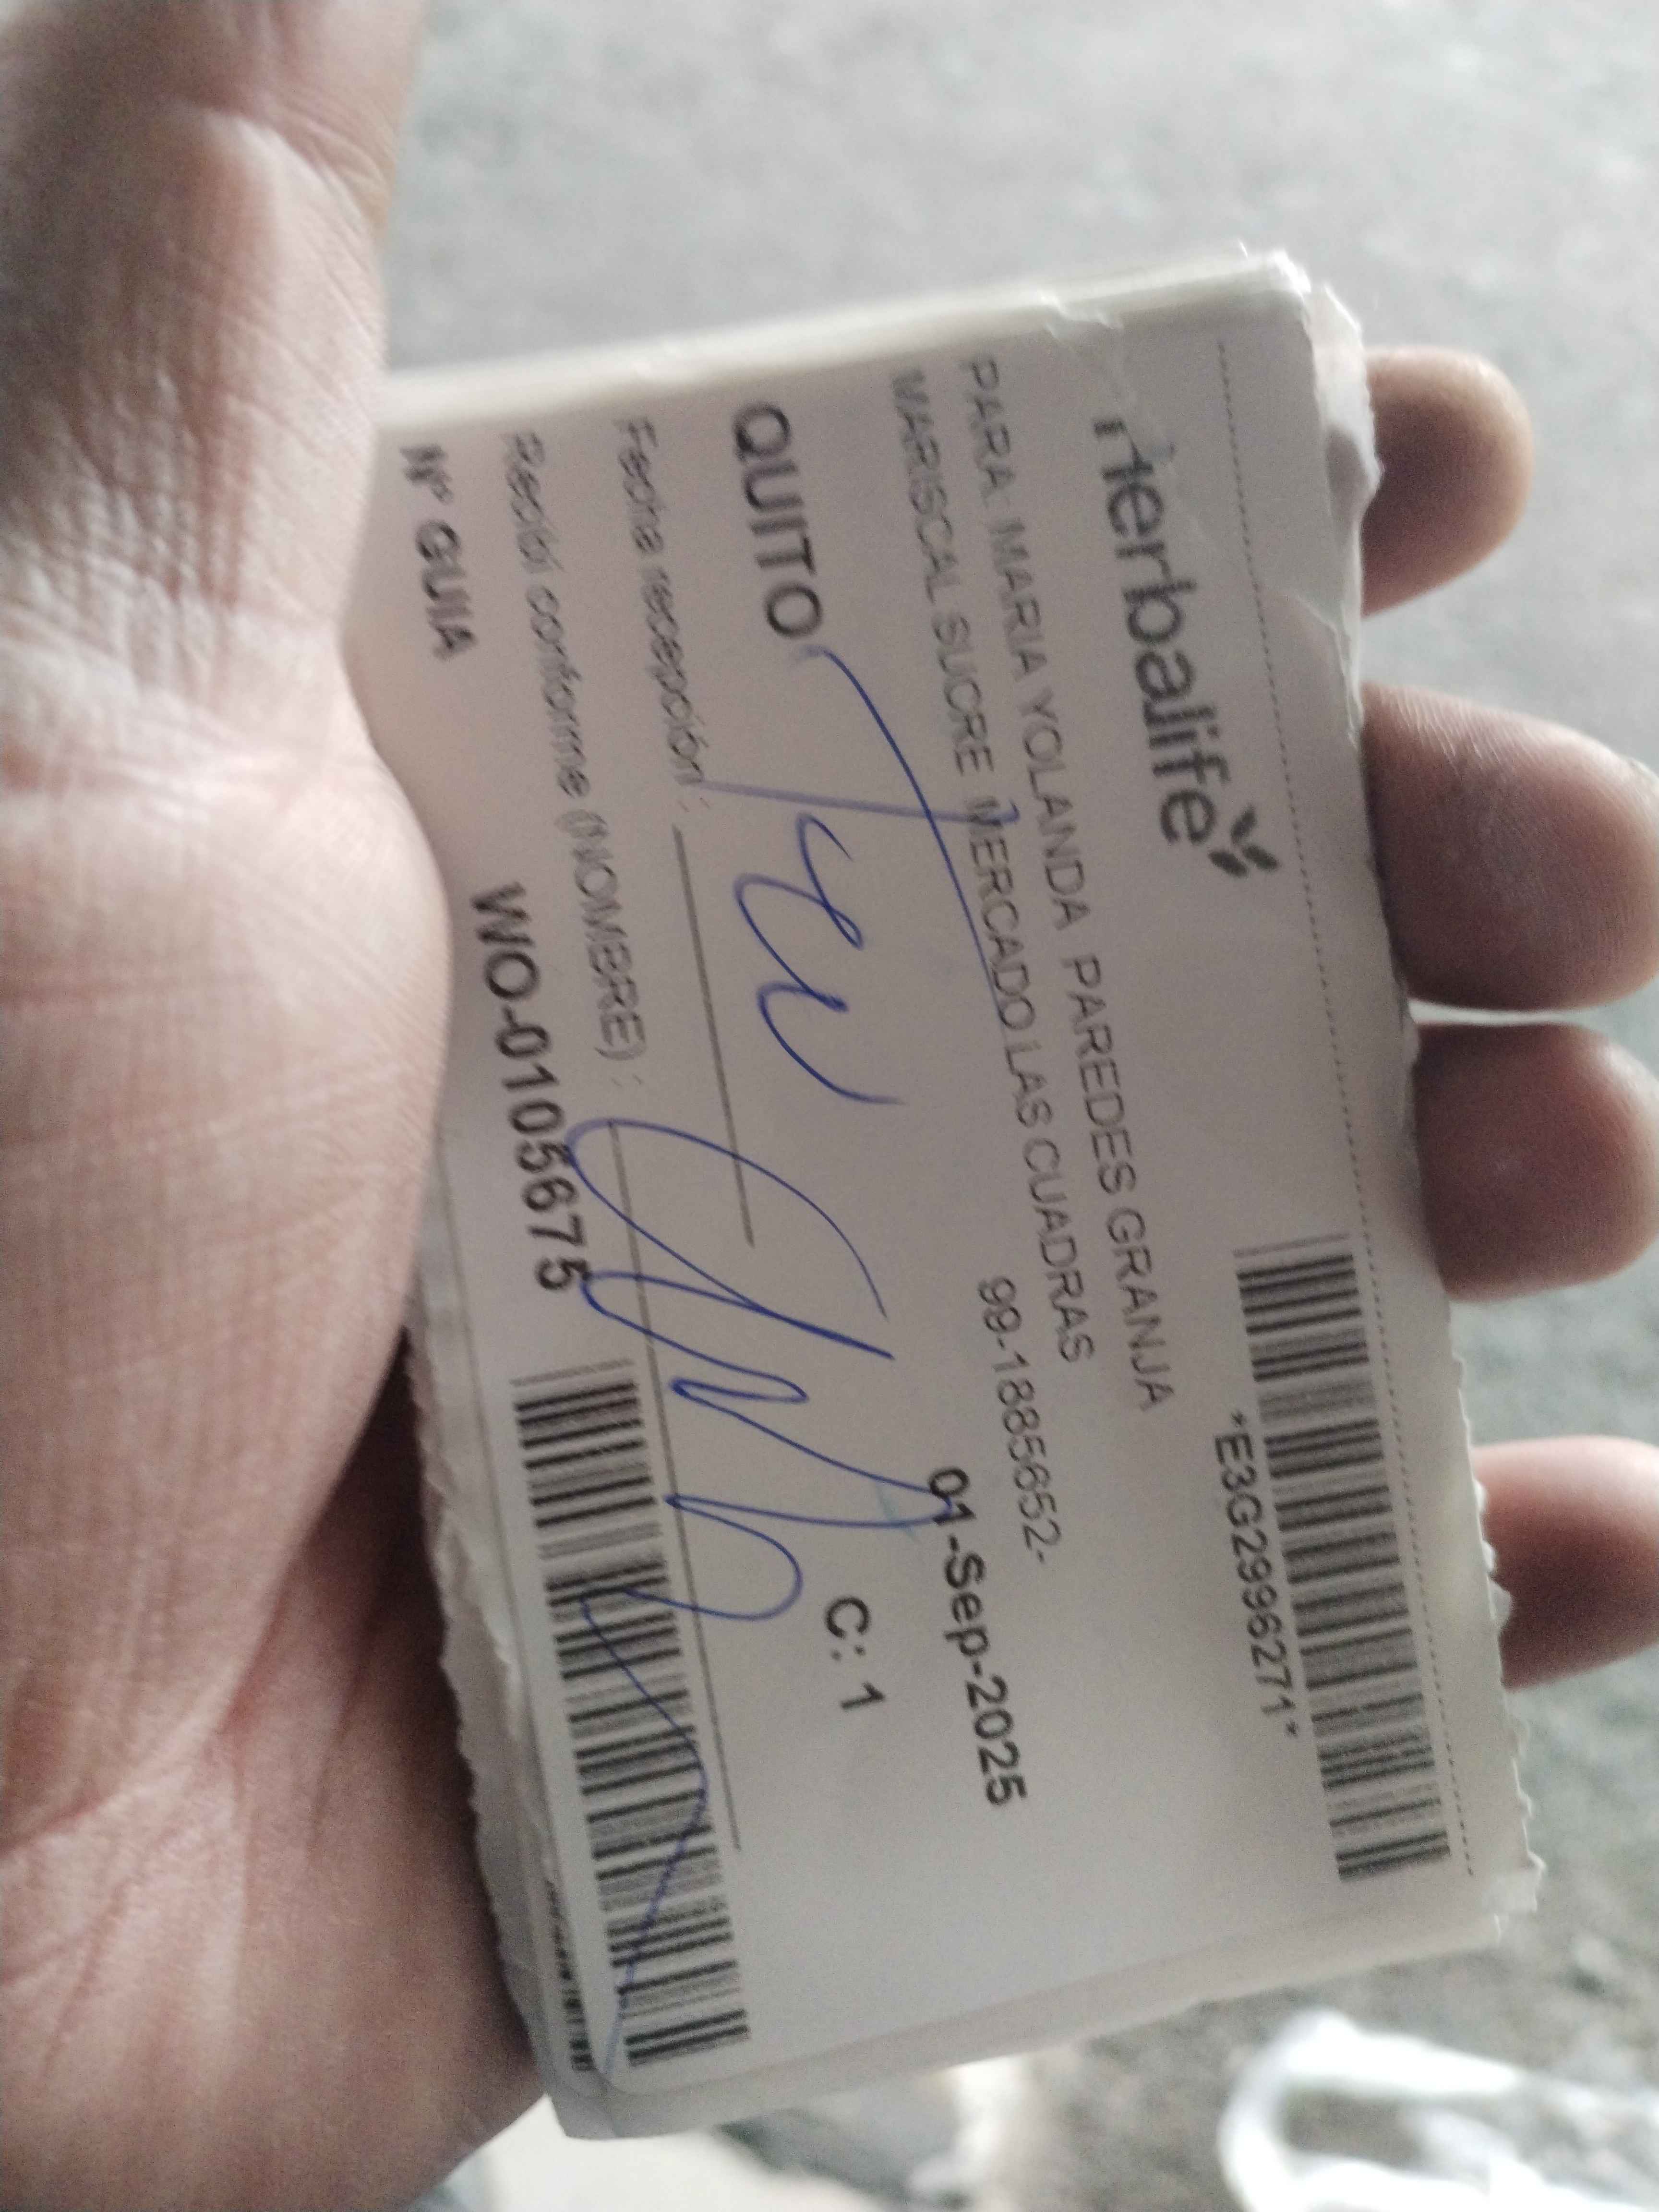 Herbalife
*E3G2996271*
PARA: MARIA YOLANDA PAREDES GRANJA
MARISCAL SUCRE MERCADO LAS CUADRAS
99-1885652-
QUITO
01-Sep-2025
C: 1
Fecha recepción :
Recibí conforme (NOMBRE) :
N° GUIA WO-01056675